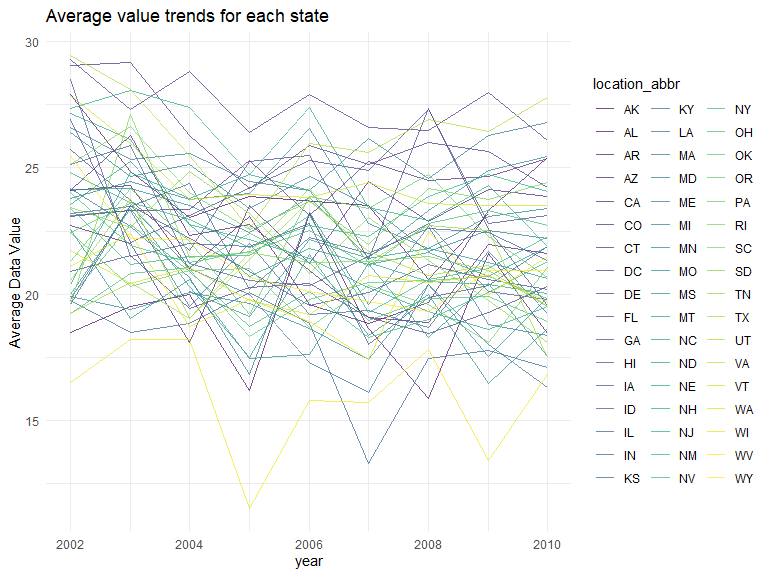 Average value trends for each state
30
25
20
15
Average Data Value
2002
2004
2006
2008
2010
year
location_abbr
AK KY NY
AL LA OH
AR MA OK
AZ MD OR
CA ME PA
CO MI RI
CT MN SC
DC MO SD
DE MS TN
FL MT TX
GA NC UT
HI ND VA
IA NE VT
ID NH WA
IL NJ WI
IN NM WV
KS NV WY